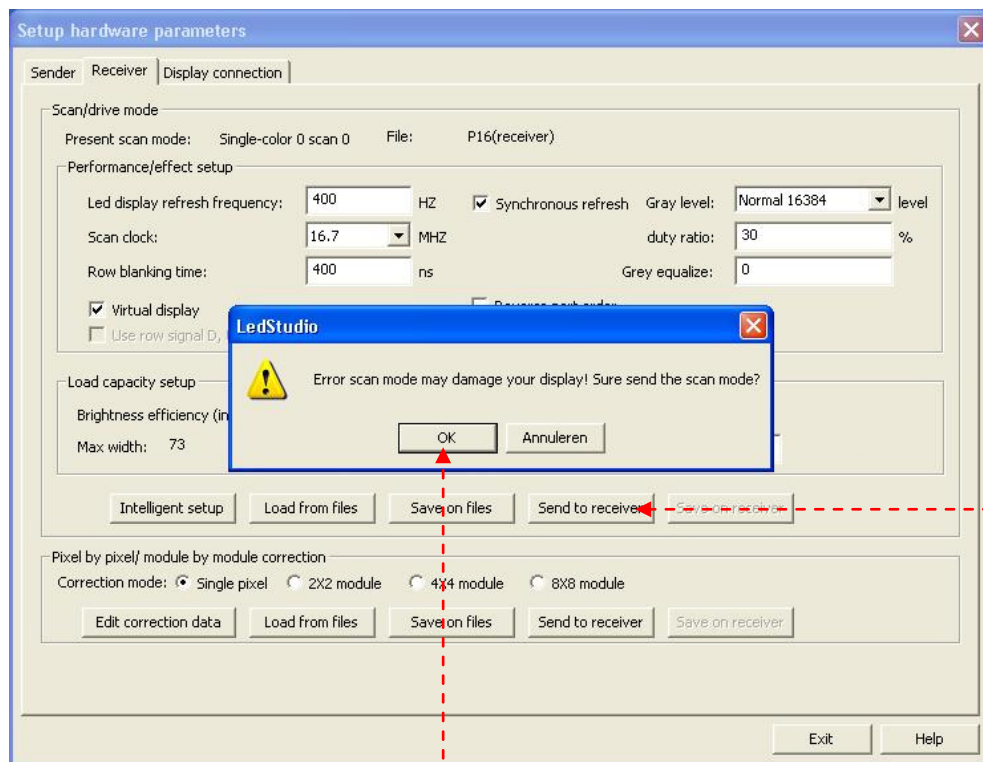 Setup hardware parameters
Sender Receiver Display connection
Scan/drive mode
Present scan mode: Single-color 0 scan 0 File: P16(receiver)
Performance/effect setup
Led display refresh frequency: 400 HZ Synchronous refresh Gray level: Normal 16384 level
Scan clock: 16.7 MHZ duty ratio: 30 %
Row blanking time: 400 ns Grey equalize: 0
Virtual display
Use row signal D,
LedStudio
Error scan mode may damage your display! Sure send the scan mode?
OK Annuleren
Load capacity setup
Brightness efficiency (in
Max width: 73
Intelligent setup Load from files Save on files Send to receiver Save on receiver
Pixel by pixel/ module by module correction
Correction mode: Single pixel 2X2 module 4X4 module 8X8 module
Edit correction data Load from files Save on files Send to receiver Save on receiver
Exit Help